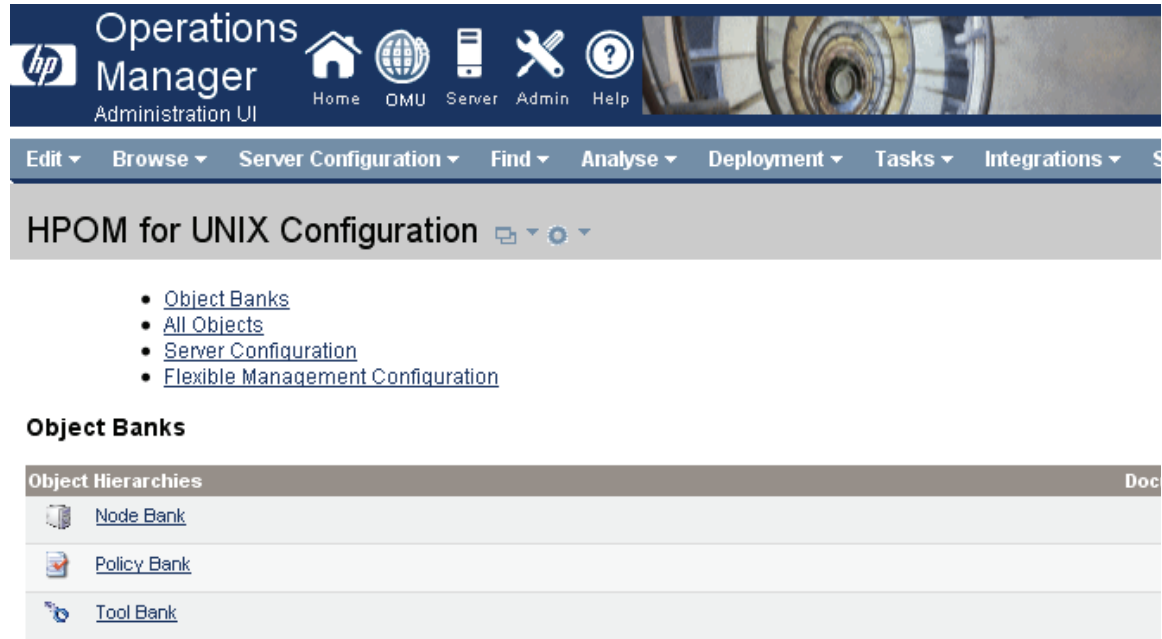 hp
Operations
Manager
Administration UI
Home OMU Server Admin Help
?
Edit Browse Server Configuration Find Analyse Deployment Tasks Integrations
HPOM for UNIX Configuration
Object Banks
All Objects
Server Configuration
Flexible Management Configuration
Object Banks
Object Hierarchies
Node Bank
Policy Bank
Tool Bank